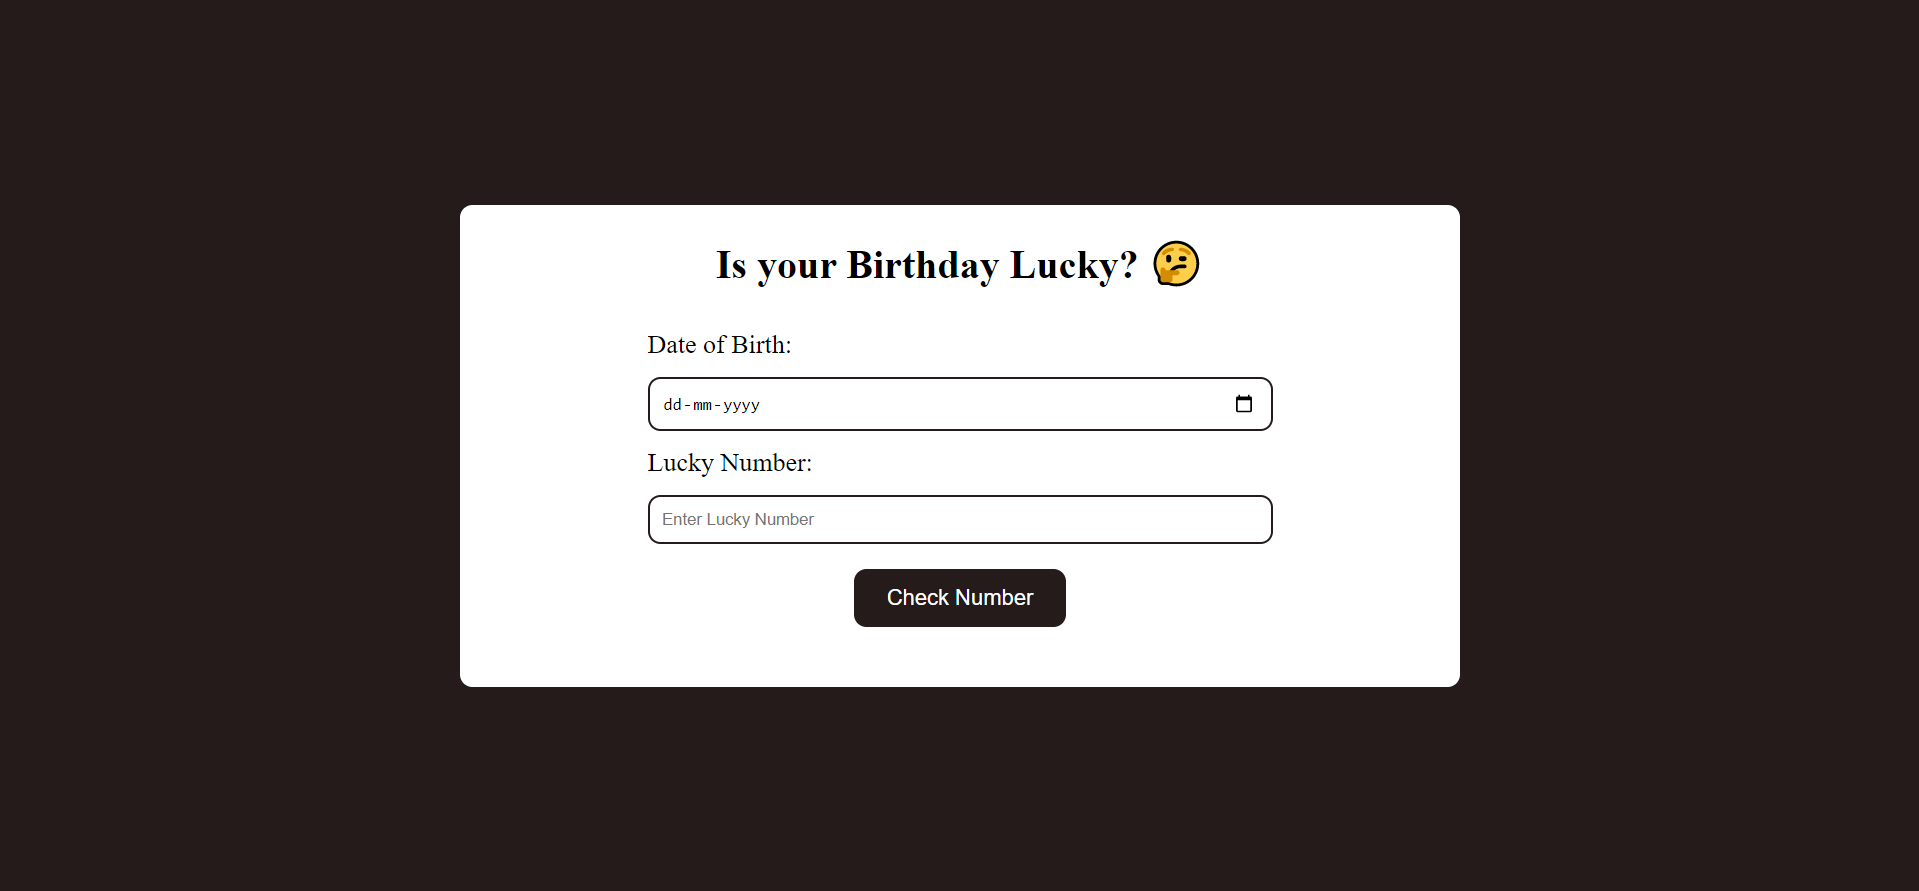 Is your Birthday Lucky? 🤔
Date of Birth:
dd-mm-yyyy
Lucky Number:
Enter Lucky Number
Check Number